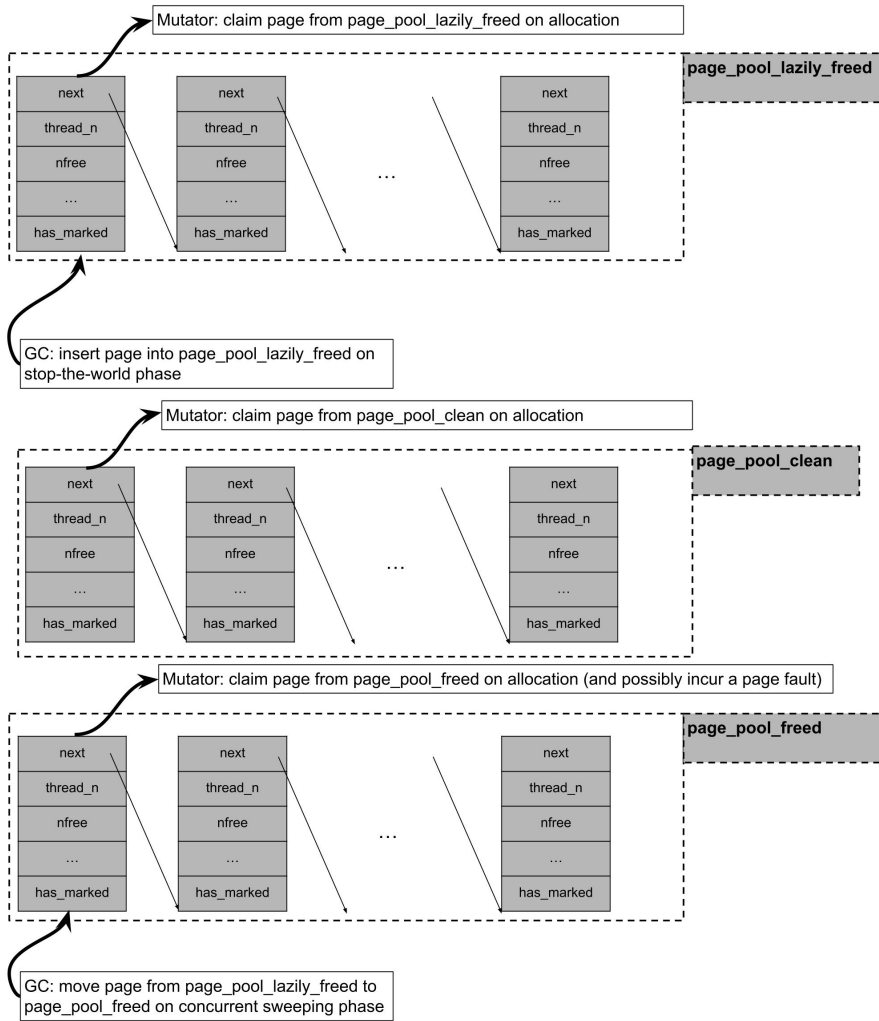 Mutator: claim page from page_pool_lazily_freed on allocation
page_pool_lazily_freed
next
thread_n
nfree
…
has_marked
next
thread_n
nfree
…
has_marked
…
next
thread_n
nfree
…
has_marked
GC: insert page into page_pool_lazily_freed on
stop-the-world phase
Mutator: claim page from page_pool_clean on allocation
page_pool_clean
next
thread_n
nfree
…
has_marked
next
thread_n
nfree
…
has_marked
…
next
thread_n
nfree
…
has_marked
Mutator: claim page from page_pool_freed on allocation (and possibly incur a page fault)
page_pool_freed
next
thread_n
nfree
…
has_marked
next
thread_n
nfree
…
has_marked
…
next
thread_n
nfree
…
has_marked
GC: move page from page_pool_lazily_freed to
page_pool_freed on concurrent sweeping phase